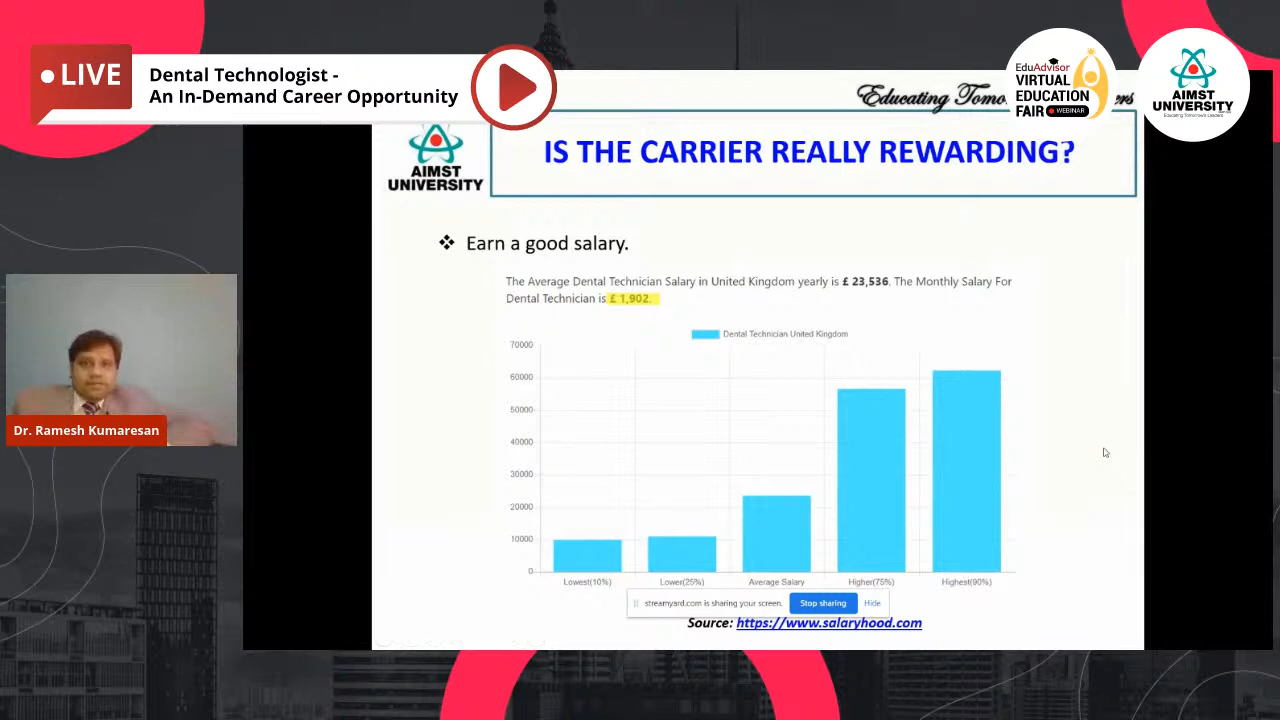 LIVE
Dental Technologist -
An In-Demand Career Opportunity
EduAdvisor
VIRTUAL
EDUCATION
FAIR
WEBINAR
AIMST
UNIVERSITY
Educating Tomorrow's Leaders
Educating
AIMST
UNIVERSITY
IS THE CARRIER REALLY REWARDING?
❖ Earn a good salary.
The Average Dental Technician Salary in United Kingdom yearly is £ 23,536. The Monthly Salary For
Dental Technician is £ 1,902.
Dental Technician United Kingdom
70000
60000
50000
40000
30000
20000
10000
0
Lowest(10%) Lower(25%) Average Salary Higher(75%) Highest(90%)
streamyard.com is sharing your screen. Stop sharing Hide
Source: https://www.salaryhood.com
Dr. Ramesh Kumaresan